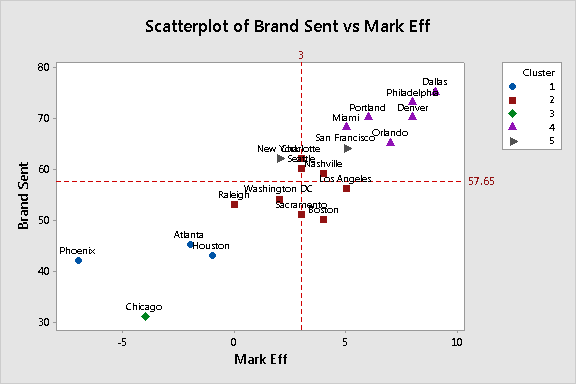 Scatterplot of Brand Sent vs Mark Eff
3
80
70
60
50
40
30
Brand Sent
-5
0
5
10
Mark Eff
57.65
Cluster
1
2
3
4
5
Dallas
Philadelphia
Portland
Denver
Miami
San Francisco
Orlando
New York
Charlotte
Seattle
Nashville
Los Angeles
Washington DC
Raleigh
Sacramento
Boston
Atlanta
Houston
Phoenix
Chicago